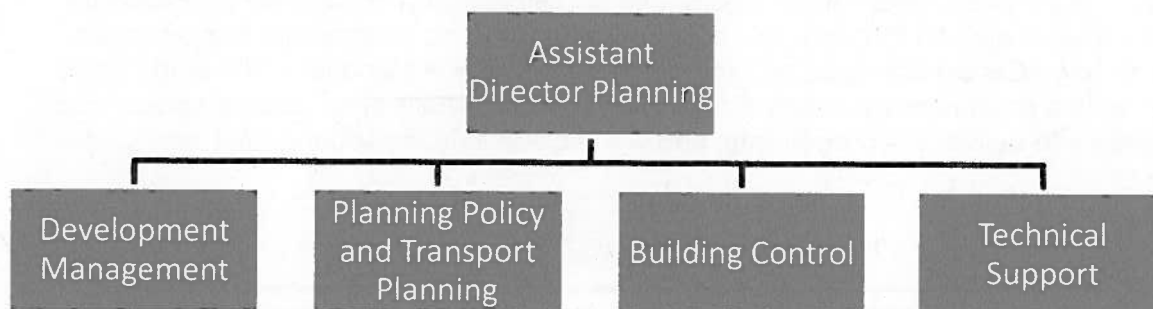 Assistant
Director Planning
Development
Management
Planning Policy
and Transport
Planning
Building Control
Technical
Support